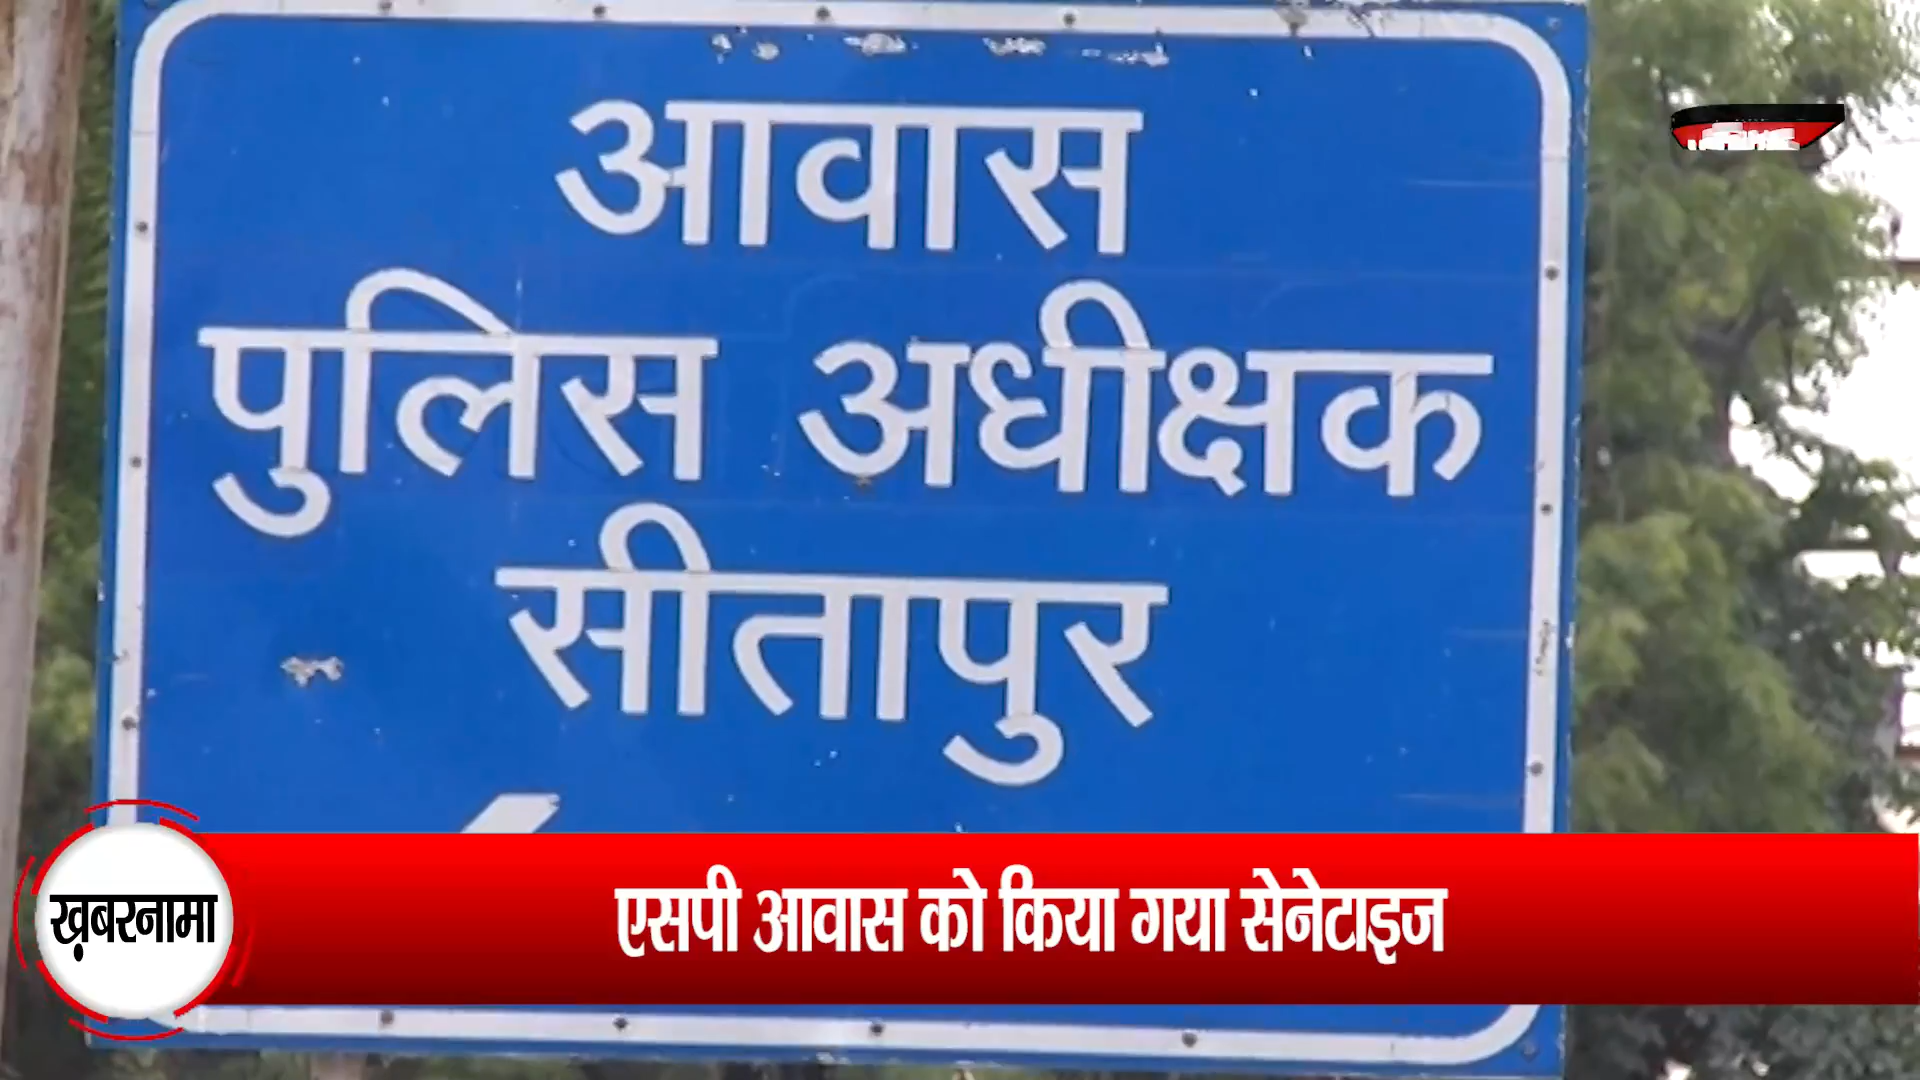 आवास
पुलिस अधीक्षक
सीतापुर
ख़बरनामा
एसपी आवास को किया गया सेनेटाइज